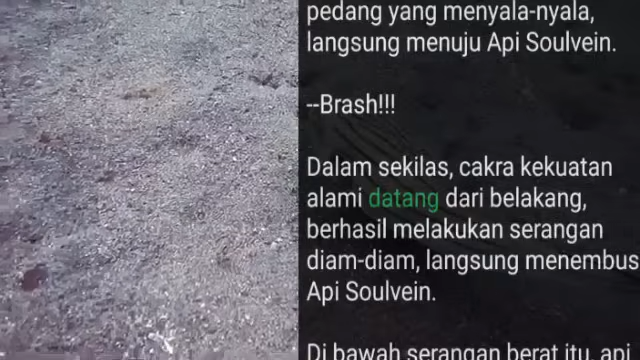 pedang yang menyala-nyala,
langsung menuju Api Soulvein.
--Brash!!!
Dalam sekilas, cakra kekuatan
alami datang dari belakang,
berhasil melakukan serangan
diam-diam, langsung menembus
Api Soulvein.
Di bawah serangan berat itu, api